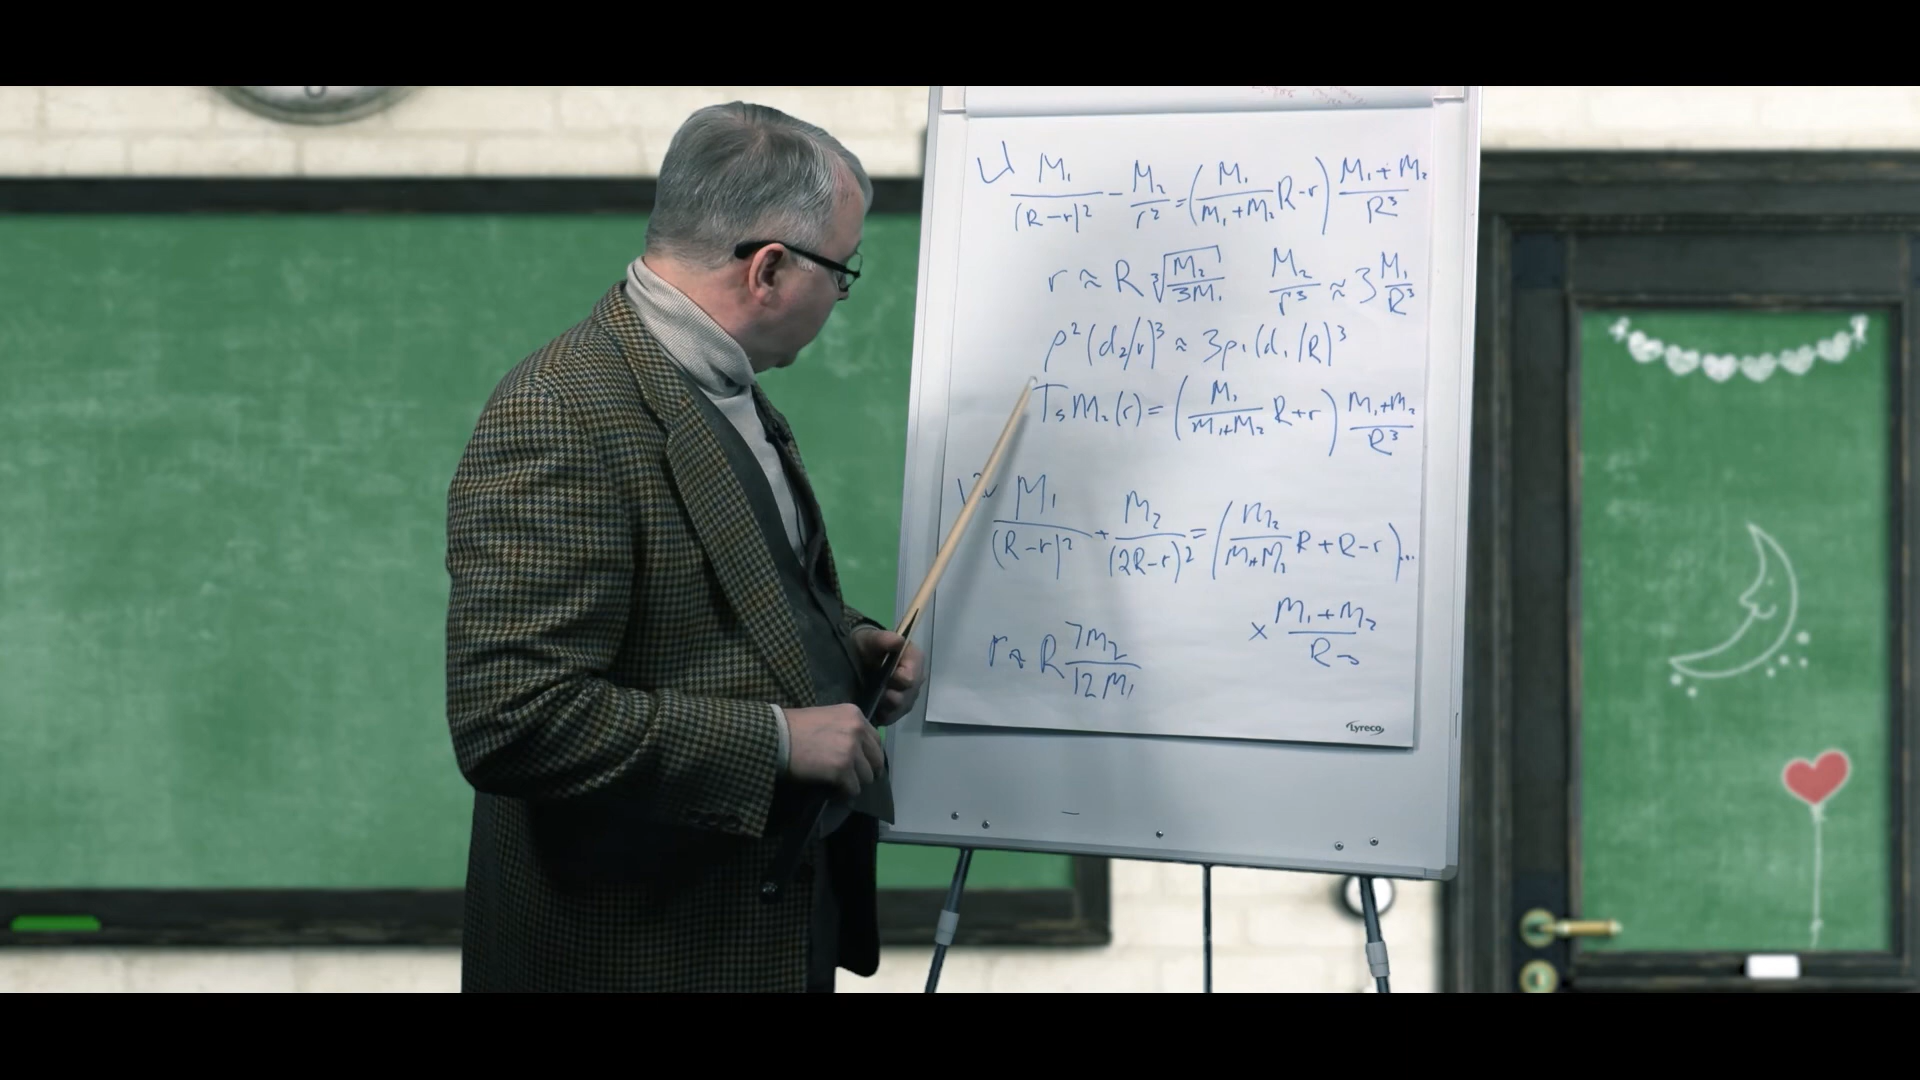 L1 M₁/(R-r)² - M₂/r² = (M₁/(M₁+M₂) R-r) (M₁+M₂)/R³
r ≈ R ∛(M₂/3M₁) M₂/r³ ≈ 3 M₁/R³
ρ²(d₂/r)³ ≈ 3ρ₁(d₁/R)³
T_s M₂(r) = (M₁/(M₁+M₂) R+r) (M₁+M₂)/R³
M₁/(R-r)² + M₂/(2R-r)² = (M₂/(M₁+M₂) R+R-r)...
× (M₁+M₂)/R³
r ≈ R 7M₂/12M₁
Lyreco